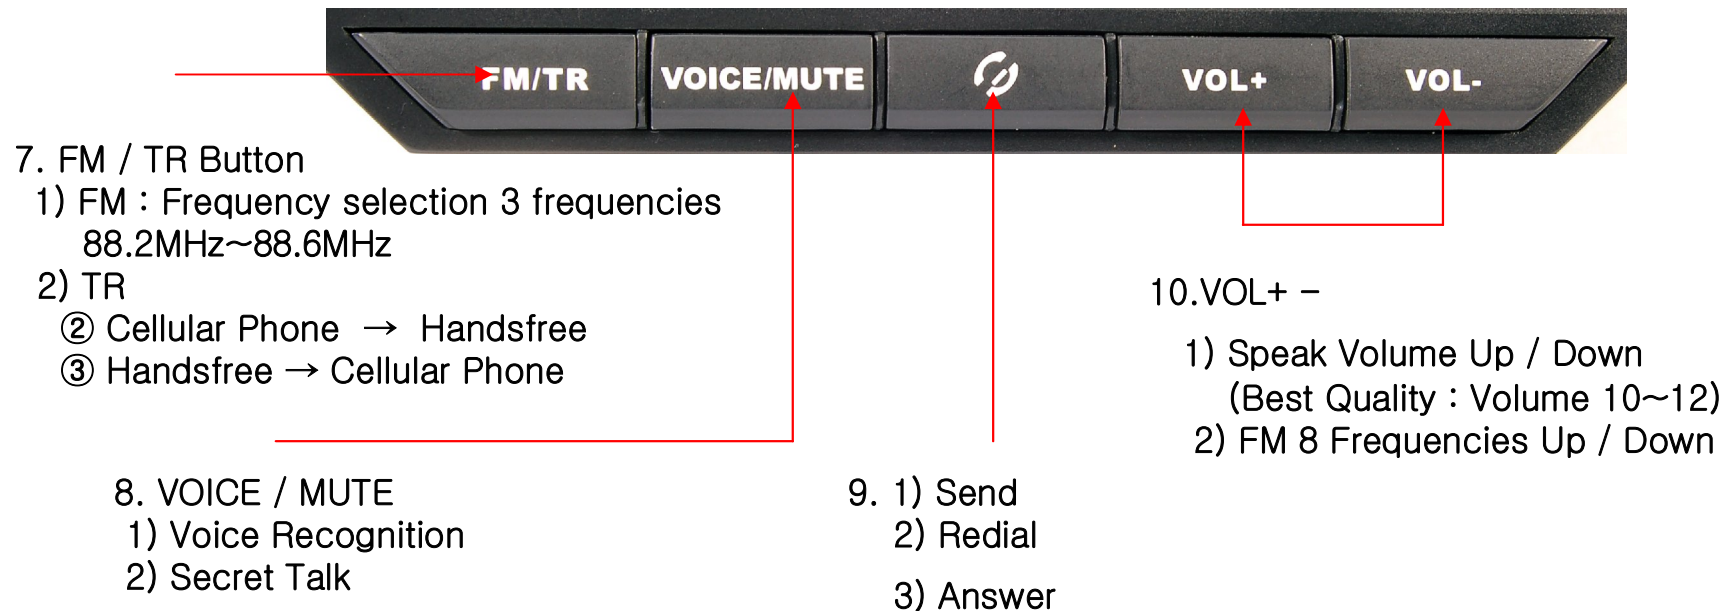 FM/TR VOICE/MUTE VOL+ VOL-
7. FM / TR Button
1) FM : Frequency selection 3 frequencies
88.2MHz~88.6MHz
2) TR
② Cellular Phone → Handsfree
③ Handsfree → Cellular Phone
8. VOICE / MUTE
1) Voice Recognition
2) Secret Talk
9. 1) Send
2) Redial
3) Answer
10.VOL+ -
1) Speak Volume Up / Down
(Best Quality : Volume 10~12)
2) FM 8 Frequencies Up / Down